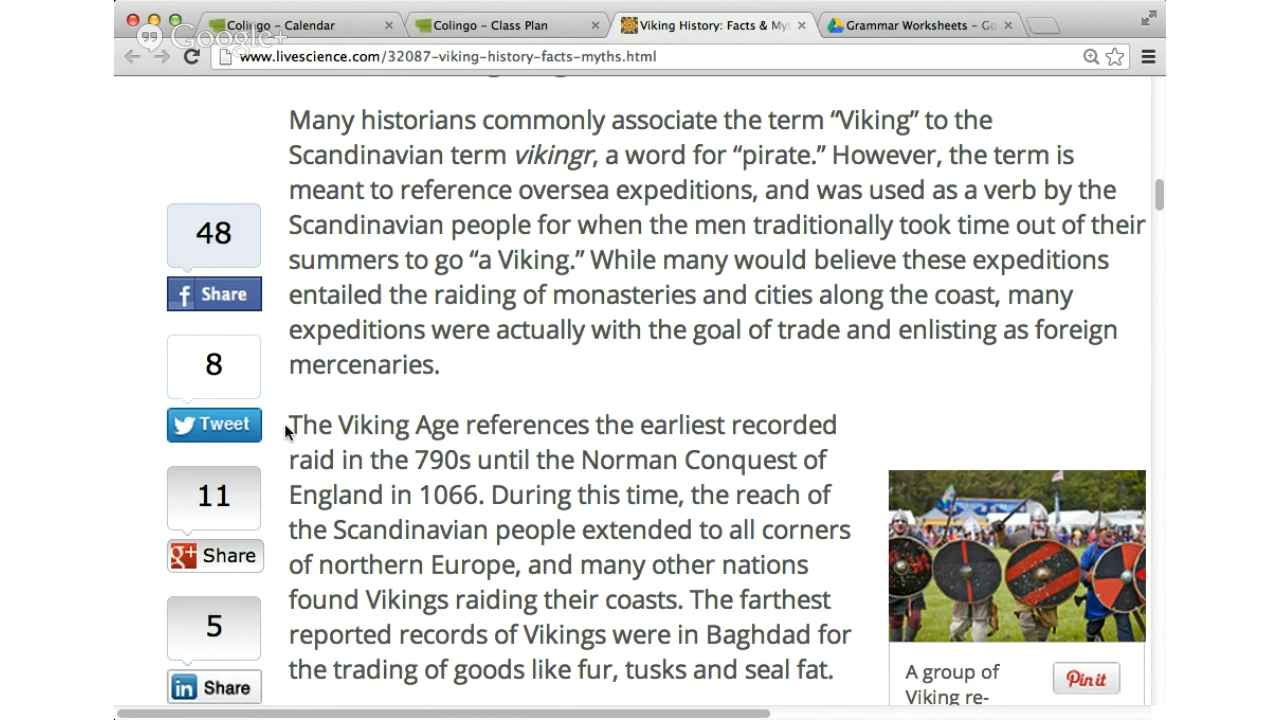 Colingo – Calendar
Colingo – Class Plan
Viking History: Facts & My
Grammar Worksheets – Go
Google+
www.livescience.com/32087-viking-history-facts-myths.html
Many historians commonly associate the term “Viking” to the
Scandinavian term vikingr, a word for “pirate.” However, the term is
meant to reference oversea expeditions, and was used as a verb by the
Scandinavian people for when the men traditionally took time out of their
summers to go “a Viking.” While many would believe these expeditions
entailed the raiding of monasteries and cities along the coast, many
expeditions were actually with the goal of trade and enlisting as foreign
mercenaries.
48
Share
8
Tweet
11
Share
5
Share
The Viking Age references the earliest recorded
raid in the 790s until the Norman Conquest of
England in 1066. During this time, the reach of
the Scandinavian people extended to all corners
of northern Europe, and many other nations
found Vikings raiding their coasts. The farthest
reported records of Vikings were in Baghdad for
the trading of goods like fur, tusks and seal fat.
A group of
Viking re-
Pin it